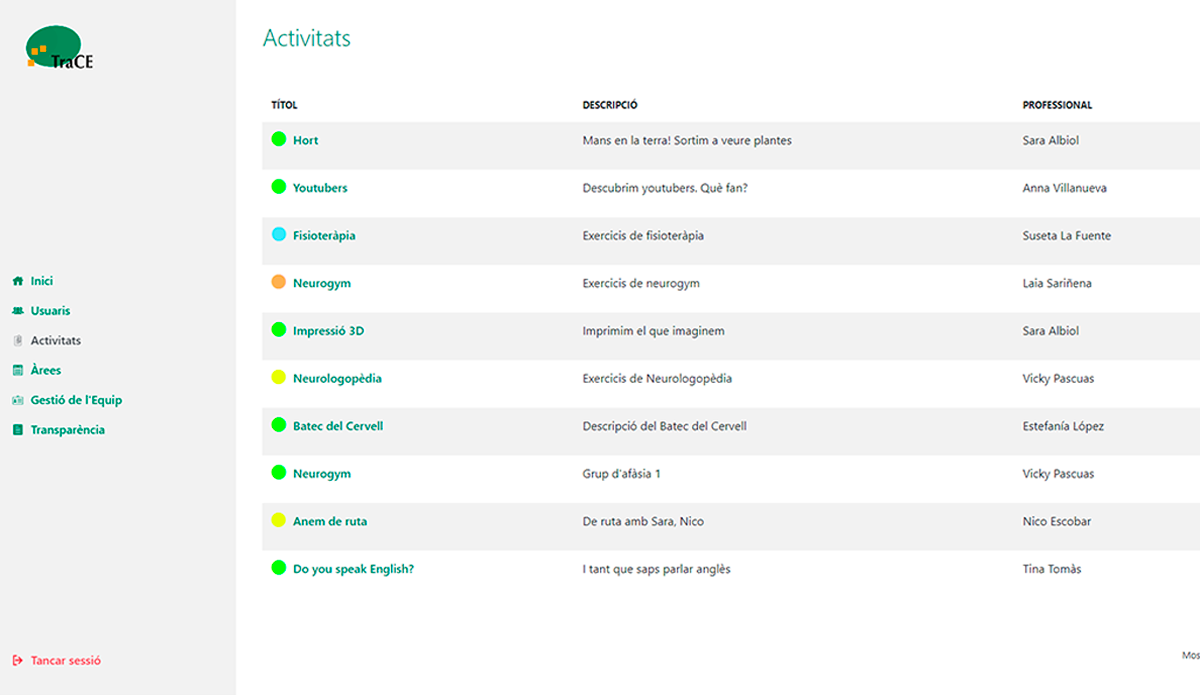 TraCE
Inici
Usuaris
Activitats
Àrees
Gestió de l'Equip
Transparència
Tancar sessió
Activitats
TÍTOL DESCRIPCIÓ PROFESSIONAL
Hort Mans en la terra! Sortim a veure plantes Sara Albiol
Youtubers Descubrim youtubers. Què fan? Anna Villanueva
Fisioteràpia Exercicis de fisioteràpia Suseta La Fuente
Neurogym Exercicis de neurogym Laia Sariñena
Impressió 3D Imprimim el que imaginem Sara Albiol
Neurologopèdia Exercicis de Neurologopèdia Vicky Pascuas
Batec del Cervell Descripció del Batec del Cervell Estefanía López
Neurogym Grup d'afàsia 1 Vicky Pascuas
Anem de ruta De ruta amb Sara, Nico Nico Escobar
Do you speak English? I tant que saps parlar anglès Tina Tomàs
Mos